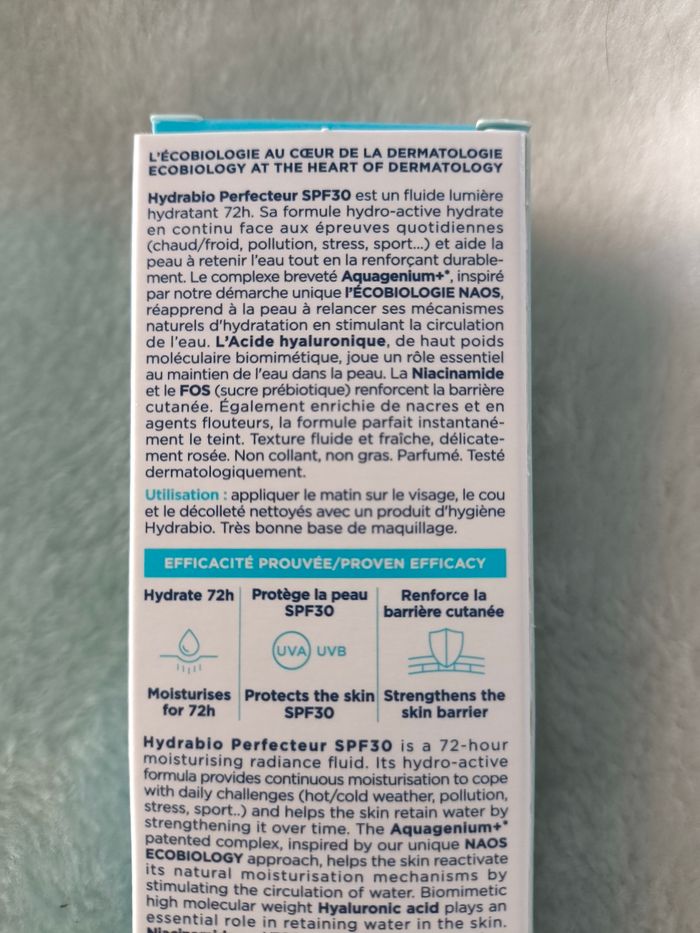 L'ÉCOBIOLOGIE AU CŒUR DE LA DERMATOLOGIE
ECOBIOLOGY AT THE HEART OF DERMATOLOGY
Hydrabio Perfecteur SPF30 est un fluide lumière
hydratant 72h. Sa formule hydro-active hydrate
en continu face aux épreuves quotidiennes
(chaud/froid, pollution, stress, sport...) et aide la
peau à retenir l'eau tout en la renforçant durable-
ment. Le complexe breveté Aquagenium+*, inspiré
par notre démarche unique l'ÉCOBIOLOGIE NAOS,
réapprend à la peau à relancer ses mécanismes
naturels d'hydratation en stimulant la circulation
de l'eau. L'Acide hyaluronique, de haut poids
moléculaire biomimétique, joue un rôle essentiel
au maintien de l'eau dans la peau. La Niacinamide
et le FOS (sucre prébiotique) renforcent la barrière
cutanée. Également enrichie de nacres et en
agents flouteurs, la formule parfait instantané-
ment le teint. Texture fluide et fraîche, délicate-
ment rosée. Non collant, non gras. Parfumé. Testé
dermatologiquement.
Utilisation : appliquer le matin sur le visage, le cou
et le décolleté nettoyés avec un produit d'hygiène
Hydrabio. Très bonne base de maquillage.
EFFICACITÉ PROUVÉE/PROVEN EFFICACY
Hydrate 72h
Moisturises
for 72h
Protège la peau
SPF30
UVA UVB
Protects the skin
SPF30
Renforce la
barrière cutanée
Strengthens the
skin barrier
Hydrabio Perfecteur SPF30 is a 72-hour
moisturising radiance fluid. Its hydro-active
formula provides continuous moisturisation to cope
with daily challenges (hot/cold weather, pollution,
stress, sport..) and helps the skin retain water by
strengthening it over time. The Aquagenium+*
patented complex, inspired by our unique NAOS
ECOBIOLOGY approach, helps the skin reactivate
its natural moisturisation mechanisms by
stimulating the circulation of water. Biomimetic
high molecular weight Hyaluronic acid plays an
essential role in retaining water in the skin.